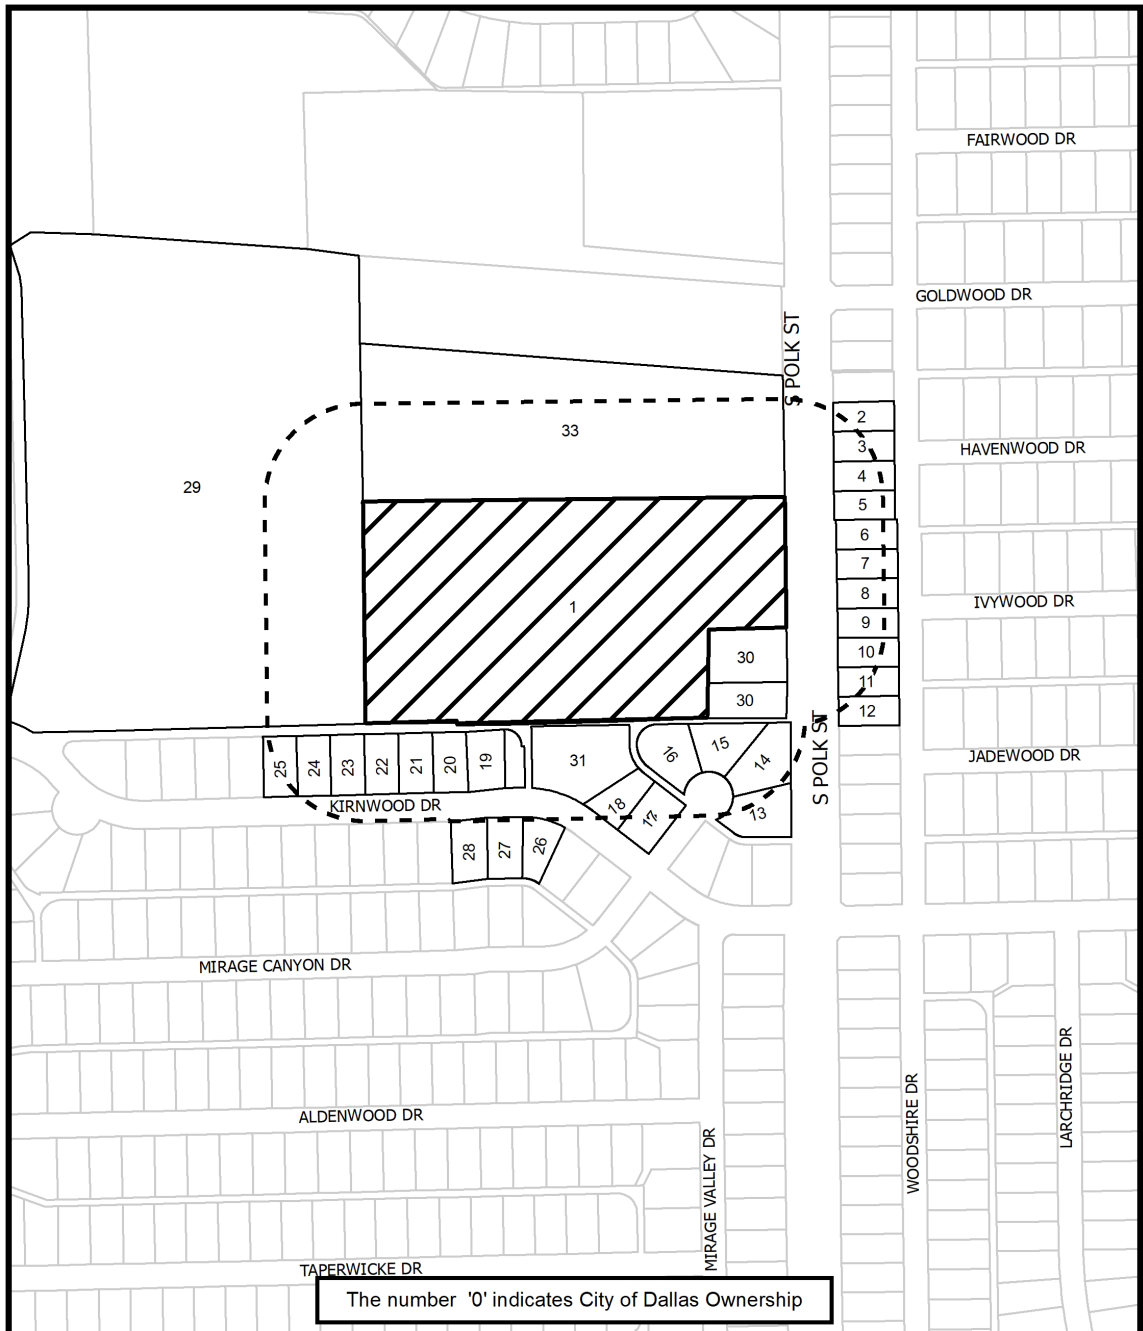 FAIRWOOD DR
GOLDWOOD DR
S POLK ST
2
33
3
HAVENWOOD DR
4
29
5
6
7
8
IVYWOOD DR
1
9
10
30
11
30
12
S POLK ST
15
16
JADEWOOD DR
31
14
19
20
21
22
23
24
25
KIRNWOOD DR
18
17
13
26
27
28
MIRAGE CANYON DR
LARCHRIDGE DR
WOODSHIRE DR
ALDENWOOD DR
MIRAGE VALLEY DR
TAPERWICKE DR
The number '0' indicates City of Dallas Ownership